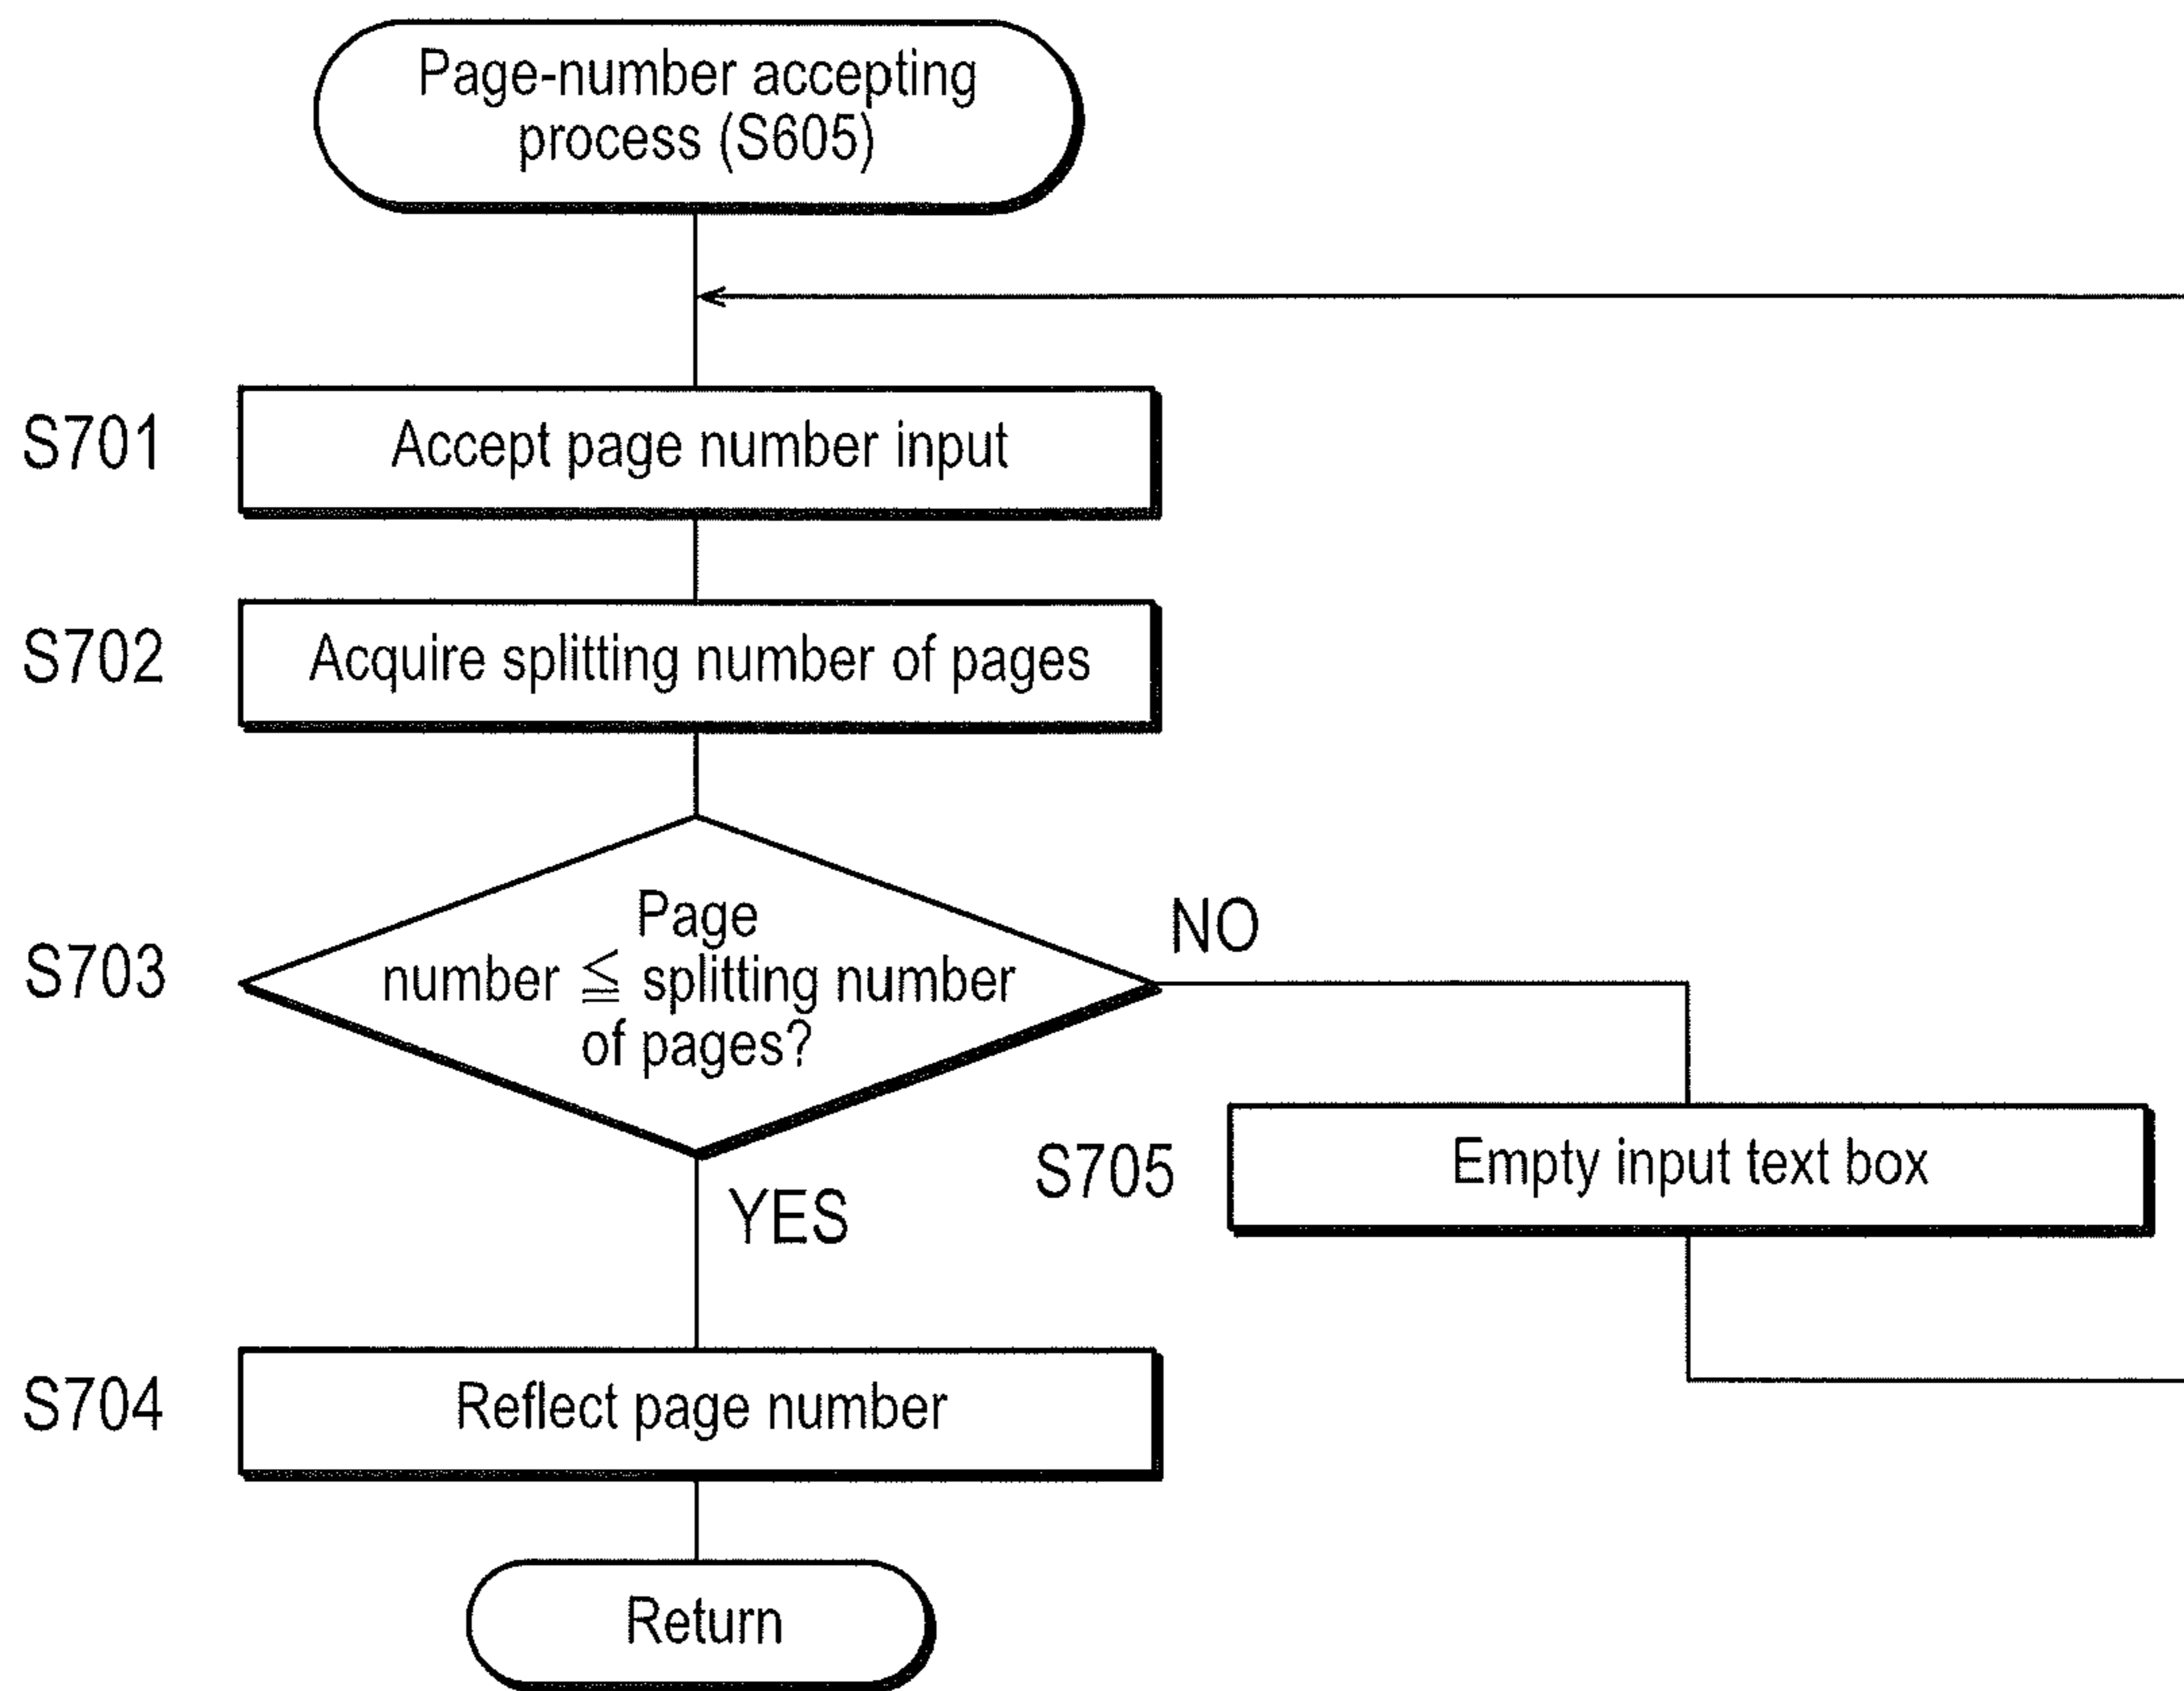 Page-number accepting
process (S605)
S701
Accept page number input
S702
Acquire splitting number of pages
S703
Page
number ≦ splitting number
of pages?
NO
YES
S705
Empty input text box
S704
Reflect page number
Return